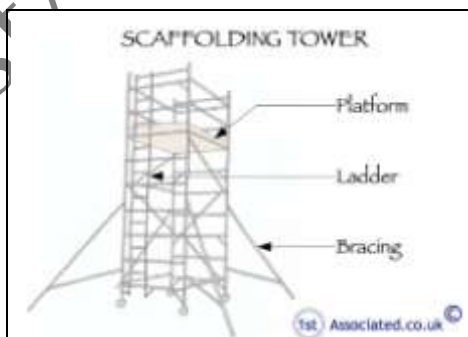 SCAFFOLDING TOWER
Platform
Ladder
Bracing
1st Associated.co.uk ©